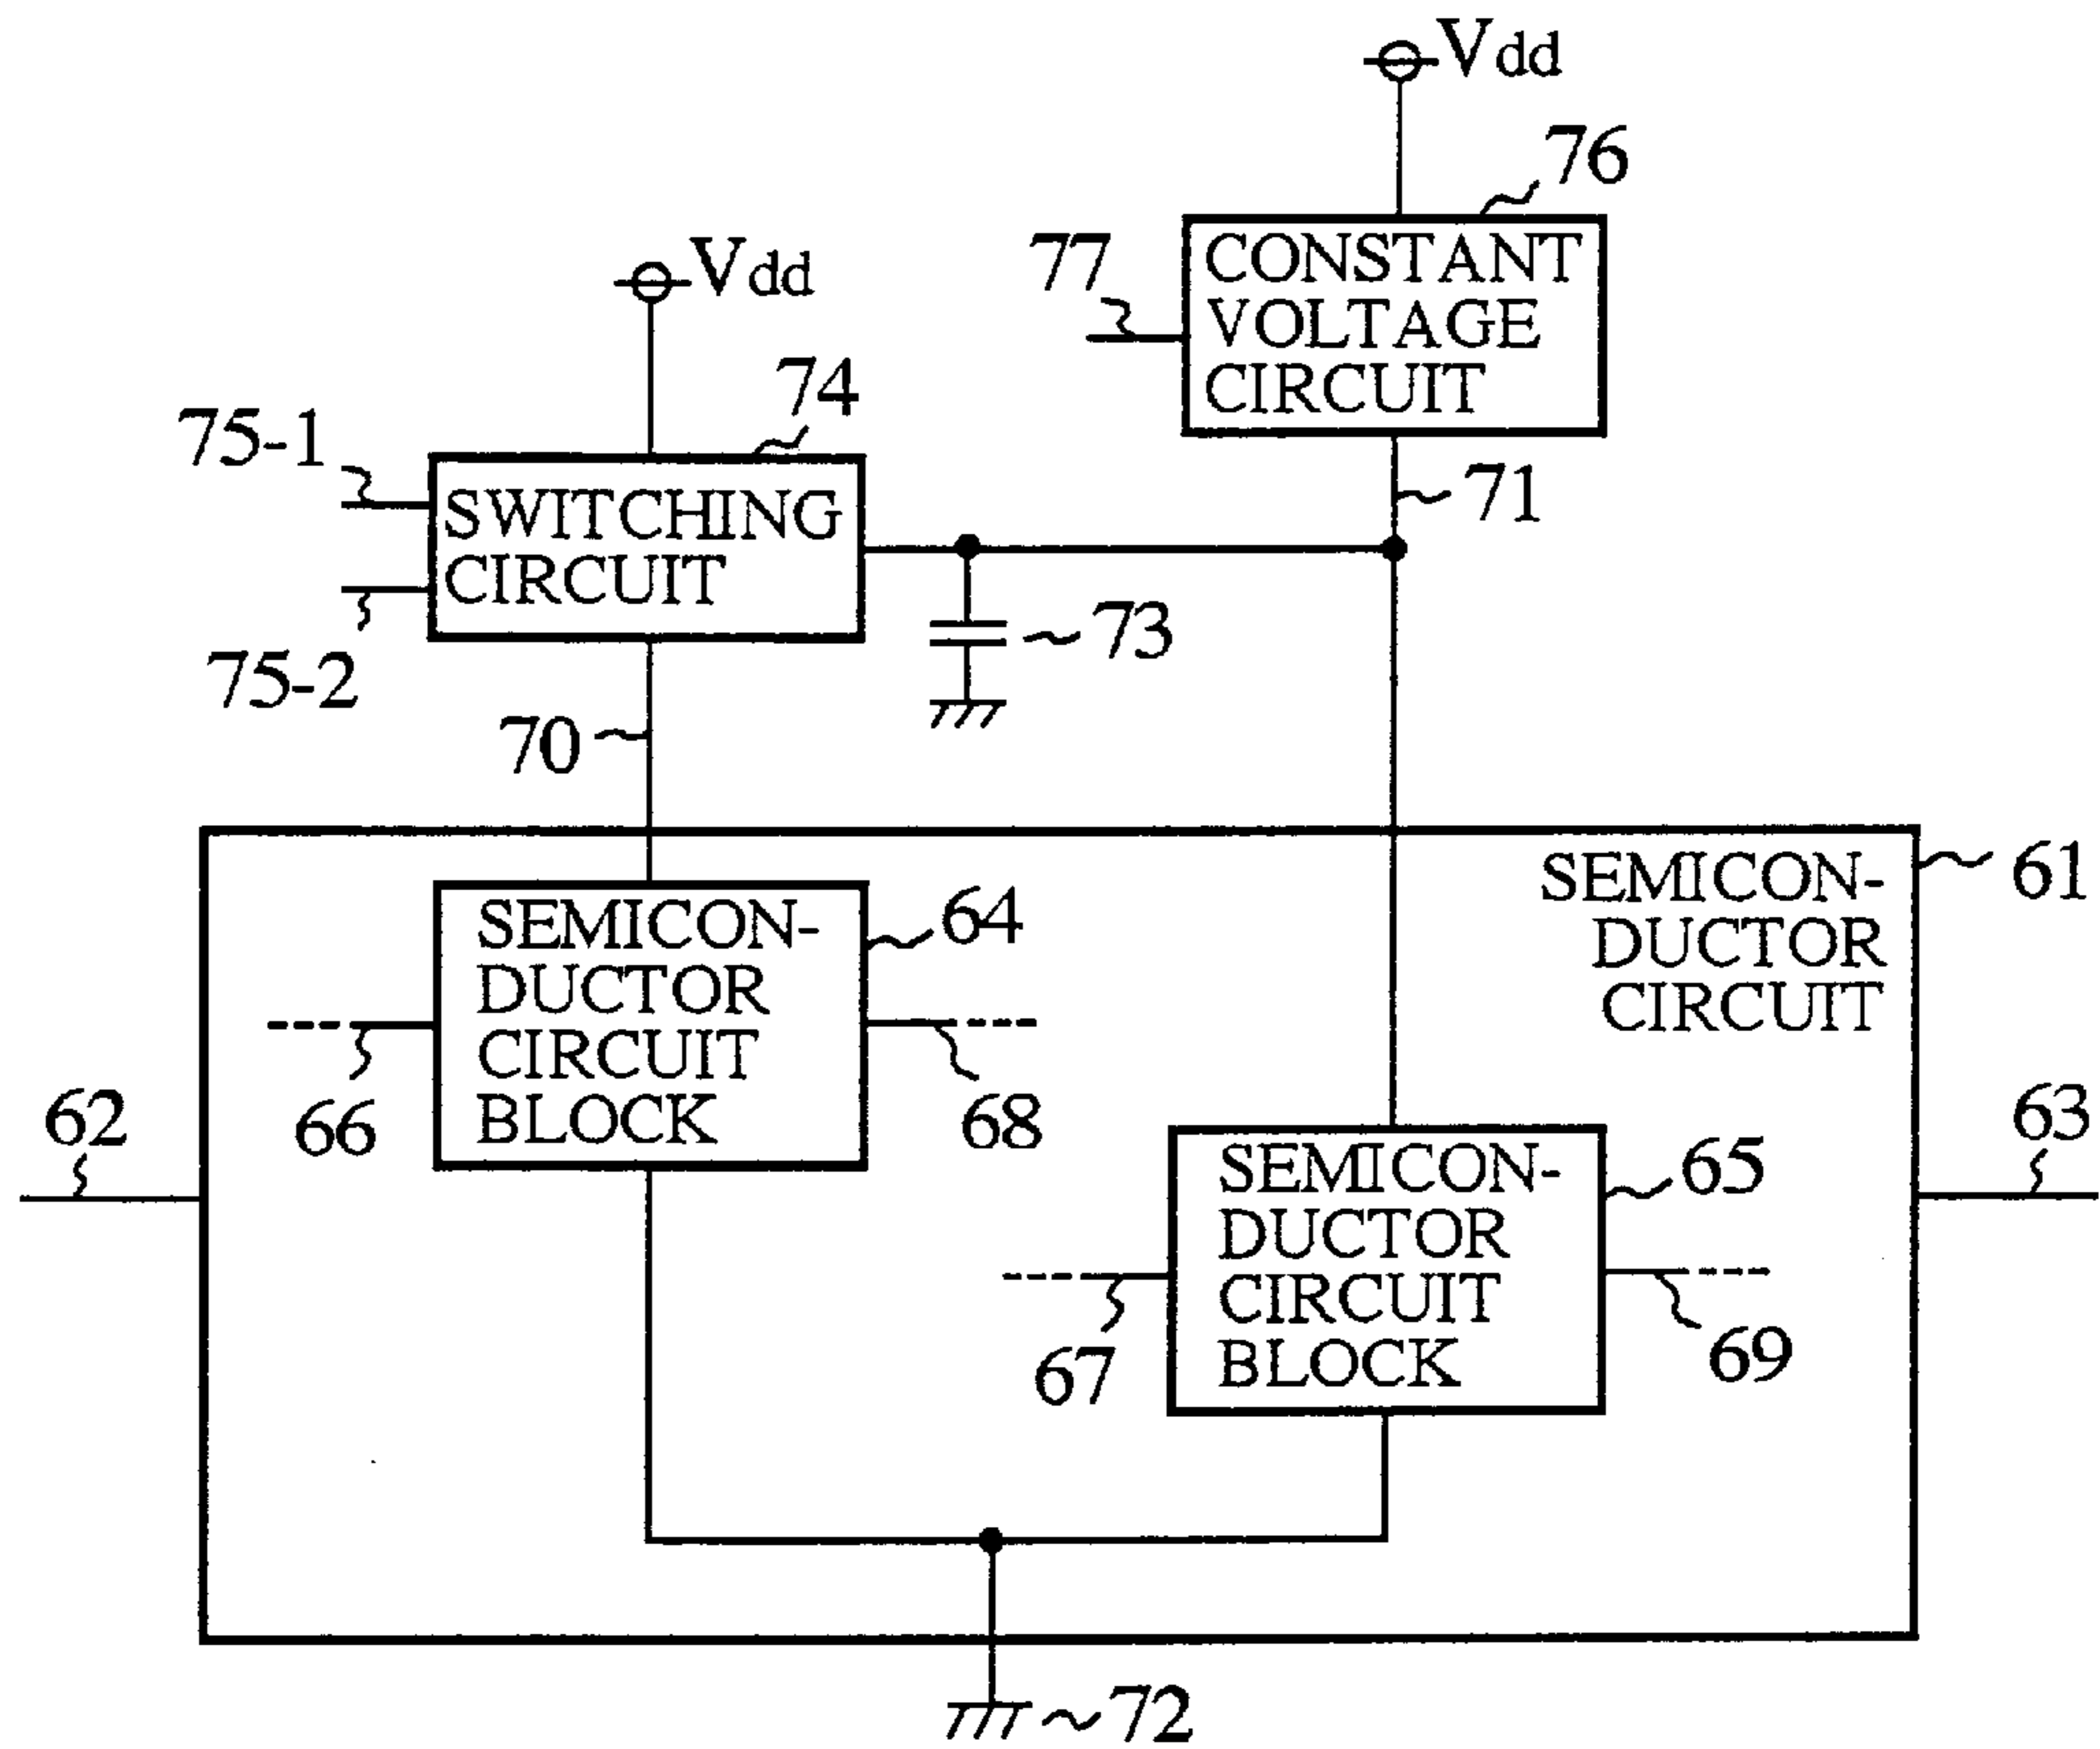 Vdd
76
CONSTANT
VOLTAGE
CIRCUIT
77
Vdd
74
75-1
SWITCHING
CIRCUIT
75-2
71
73
70
61
SEMICON-
DUCTOR
CIRCUIT
64
SEMICON-
DUCTOR
CIRCUIT
BLOCK
66
68
62
63
65
SEMICON-
DUCTOR
CIRCUIT
BLOCK
67
69
72